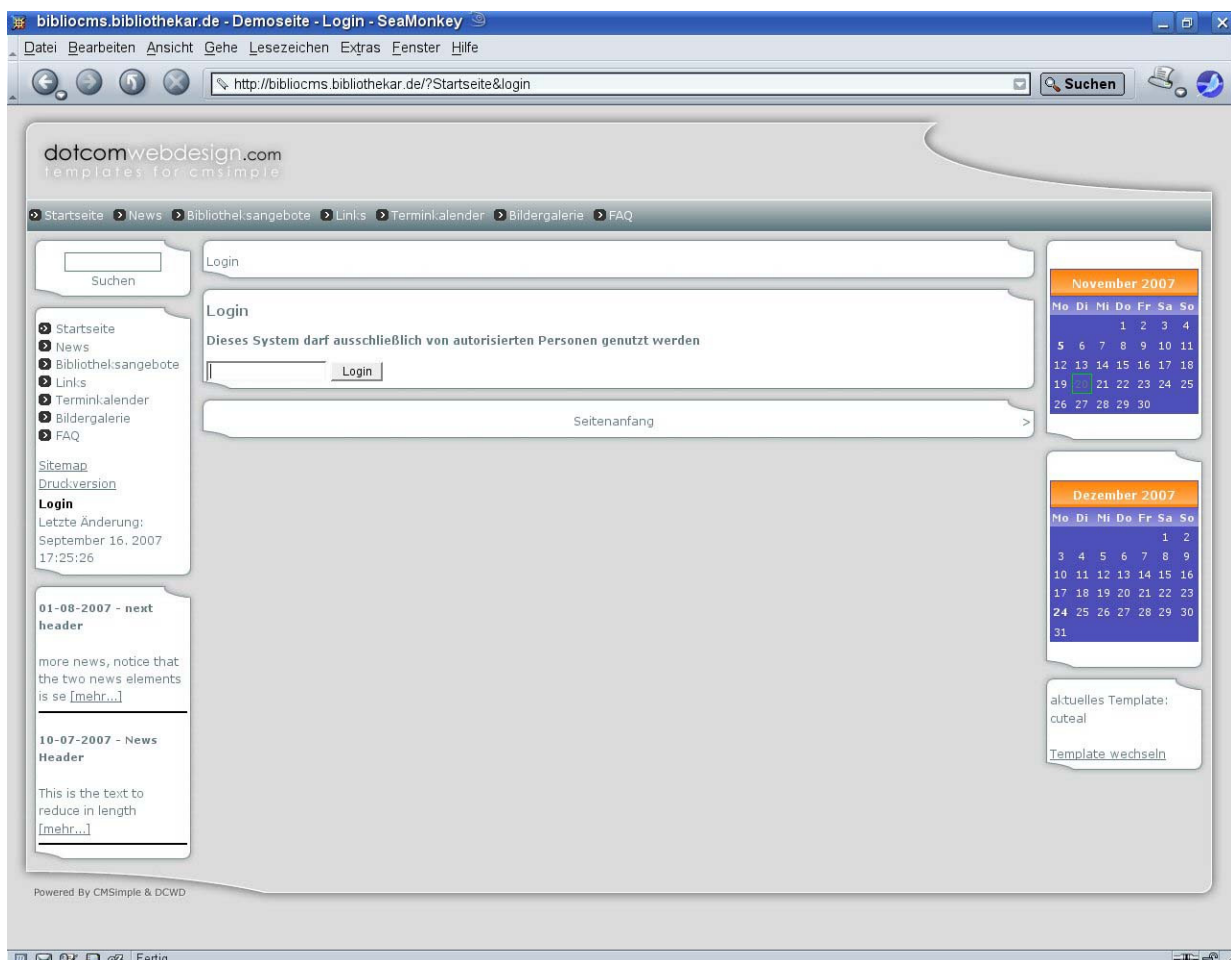 bibliocms.bibliothekar.de - Demoseite - Login - SeaMonkey
Datei Bearbeiten Ansicht Gehe Lesezeichen Extras Fenster Hilfe
http://bibliocms.bibliothekar.de/?Startseite&login
Suchen
dotcomwebdesign.com
templates for cmsimple
Startseite News Bibliotheksangebote Links Terminkalender Bildergalerie FAQ
Suchen
Startseite
News
Bibliotheksangebote
Links
Terminkalender
Bildergalerie
FAQ
Sitemap
Druckversion
Login
Letzte Änderung:
September 16. 2007
17:25:26
01-08-2007 - next
header
more news, notice that
the two news elements
is se [mehr...]
10-07-2007 - News
Header
This is the text to
reduce in length
[mehr...]
Login
Login
Dieses System darf ausschließlich von autorisierten Personen genutzt werden
Login
Seitenanfang >
November 2007
Mo Di Mi Do Fr Sa So
1 2 3 4
5 6 7 8 9 10 11
12 13 14 15 16 17 18
19 20 21 22 23 24 25
26 27 28 29 30
Dezember 2007
Mo Di Mi Do Fr Sa So
1 2
3 4 5 6 7 8 9
10 11 12 13 14 15 16
17 18 19 20 21 22 23
24 25 26 27 28 29 30
31
aktuelles Template:
cuteal
Template wechseln
Powered By CMSimple & DCWD
Fertig